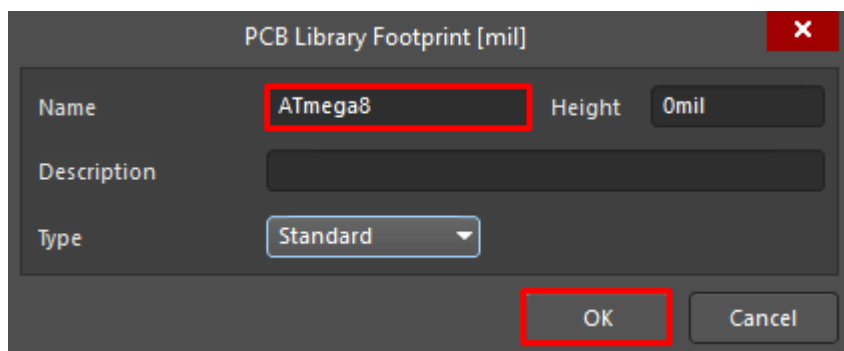 PCB Library Footprint [mil]
Name ATmega8 Height 0mil
Description
Type Standard
OK Cancel